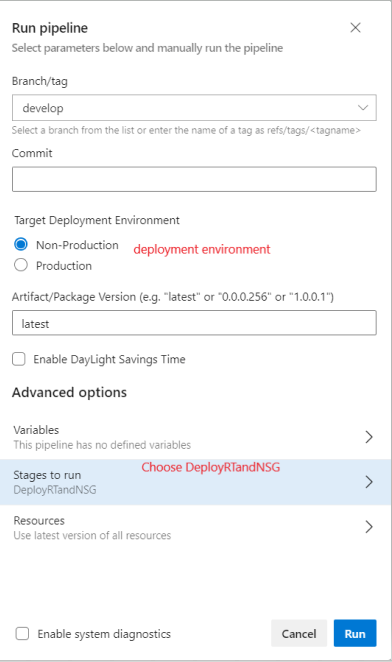 Run pipeline
Select parameters below and manually run the pipeline
Branch/tag
develop
Select a branch from the list or enter the name of a tag as refs/tags/<tagname>
Commit
Target Deployment Environment
Non-Production
deployment environment
Production
Artifact/Package Version (e.g. "latest" or "0.0.0.256" or "1.0.0.1")
latest
Enable DayLight Savings Time
Advanced options
Variables
This pipeline has no defined variables
Choose DeployRTandNSG
Stages to run
DeployRTandNSG
Resources
Use latest version of all resources
Enable system diagnostics
Cancel
Run